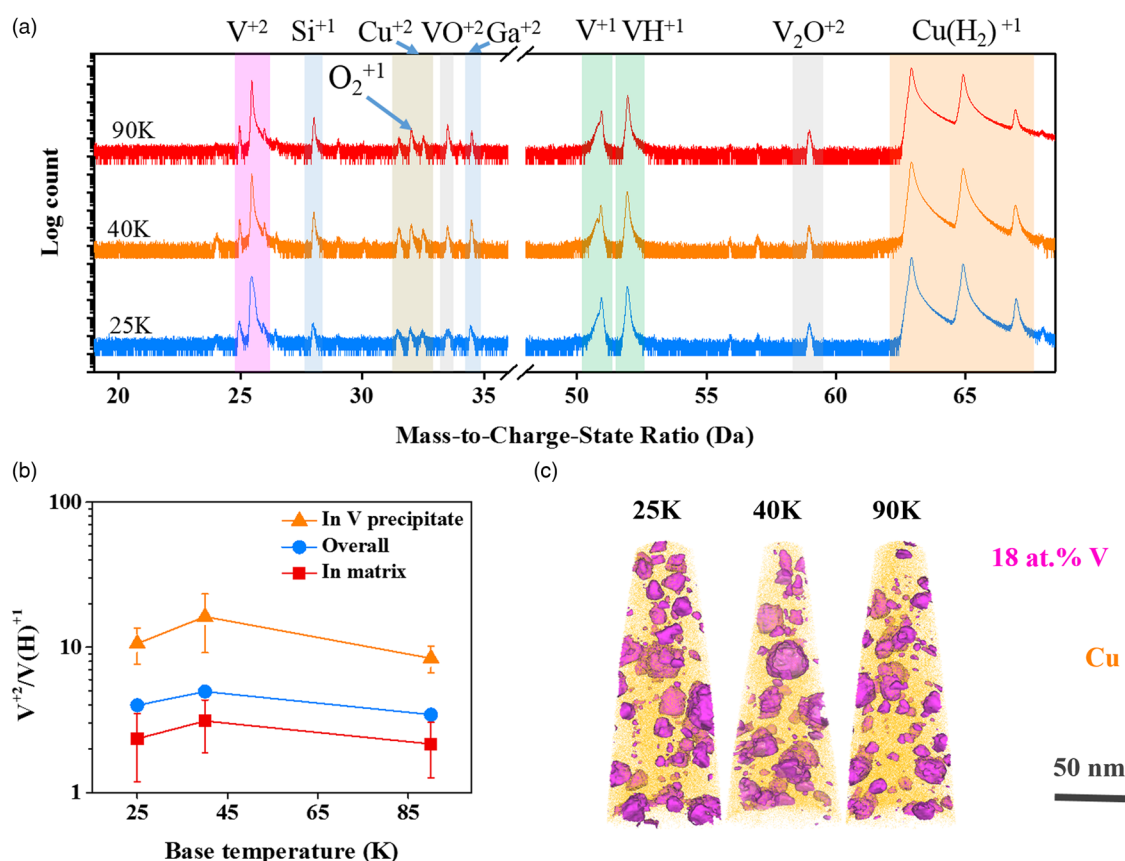 (a)
V⁺² Si⁺¹ Cu⁺² VO⁺² Ga⁺² V⁺¹ VH⁺¹ V₂O⁺² Cu(H₂)⁺¹
O₂⁺¹
90K
40K
25K
Log count
20 25 30 35 50 55 60 65
Mass-to-Charge-State Ratio (Da)
(b)
100
10
1
V⁺²/V(H)⁺¹
In V precipitate
Overall
In matrix
25 45 65 85
Base temperature (K)
(c)
25K 40K 90K
18 at.% V
Cu
50 nm